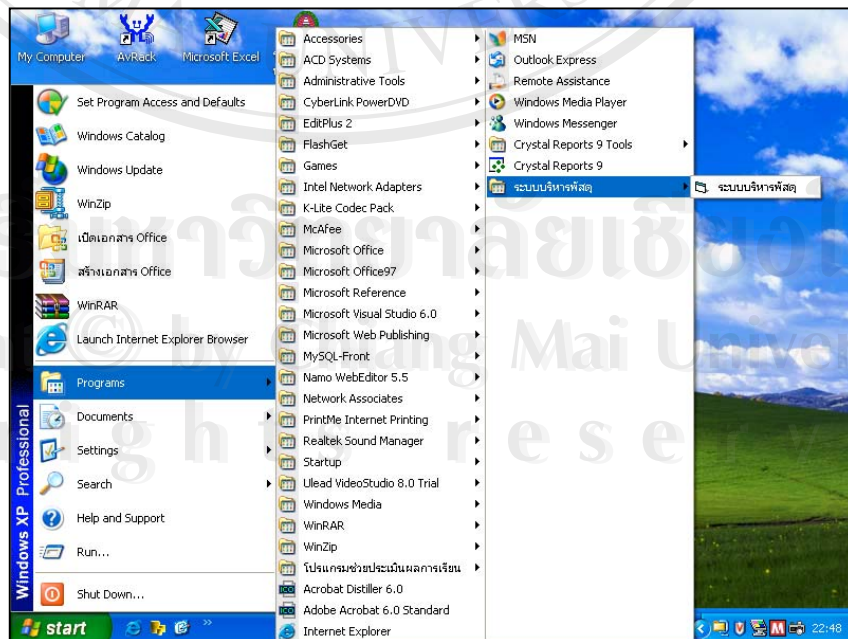 My Computer
AvRack
Microsoft Excel
Set Program Access and Defaults
Windows Catalog
Windows Update
WinZip
เปิดเอกสาร Office
สร้างเอกสาร Office
WinRAR
Launch Internet Explorer Browser
Programs
Documents
Settings
Search
Help and Support
Run...
Shut Down...
Windows XP Professional
Accessories
ACD Systems
Administrative Tools
CyberLink PowerDVD
EditPlus 2
FlashGet
Games
Intel Network Adapters
K-Lite Codec Pack
McAfee
Microsoft Office
Microsoft Office97
Microsoft Reference
Microsoft Visual Studio 6.0
Microsoft Web Publishing
MySQL-Front
Namo WebEditor 5.5
Network Associates
PrintMe Internet Printing
Realtek Sound Manager
Startup
Ulead VideoStudio 8.0 Trial
Windows Media
WinRAR
WinZip
โปรแกรมช่วยประเมินผลการเรียน
Acrobat Distiller 6.0
Adobe Acrobat 6.0 Standard
Internet Explorer
MSN
Outlook Express
Remote Assistance
Windows Media Player
Windows Messenger
Crystal Reports 9 Tools
Crystal Reports 9
ระบบบริหารพัสดุ
ระบบบริหารพัสดุ
start
22:48
by Chiang Mai